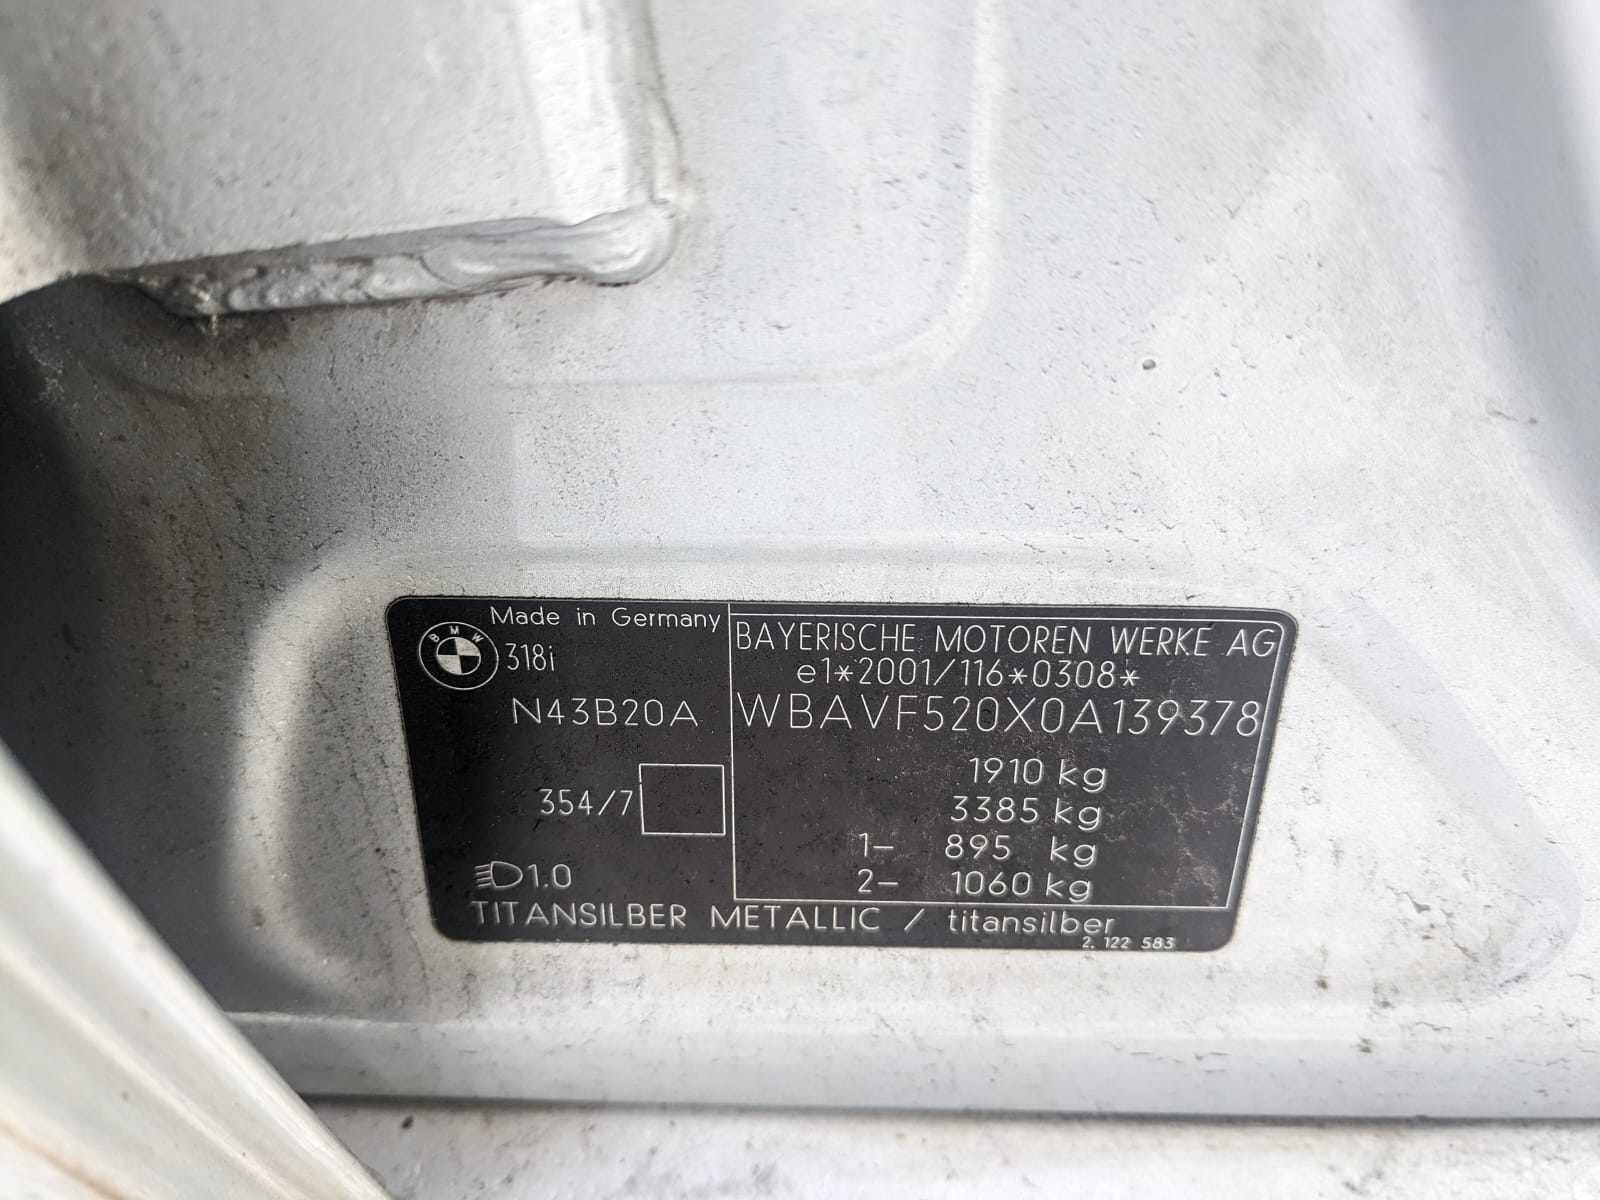 Made in Germany
BMW
318i
N43B20A
354/7
1.0
BAYERISCHE MOTOREN WERKE AG
e1*2001/116*0308*
WBAVF520X0A139378
1910 kg
3385 kg
1- 895 kg
2- 1060 kg
TITANSILBER METALLIC / titansilber
2. 122 583